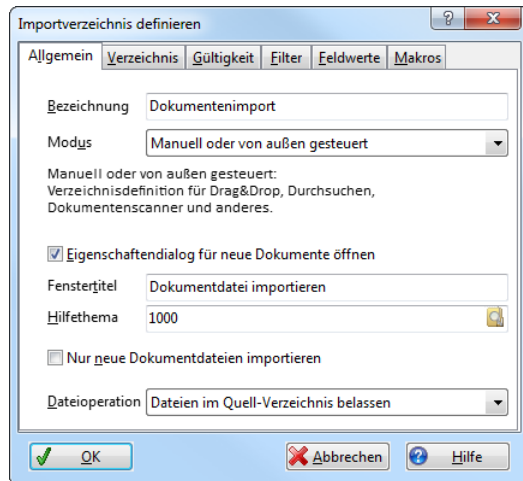 Importverzeichnis definieren
Allgemein Verzeichnis Gültigkeit Filter Feldwerte Makros
Bezeichnung Dokumentenimport
Modus Manuell oder von außen gesteuert
Manuell oder von außen gesteuert:
Verzeichnisdefinition für Drag&Drop, Durchsuchen,
Dokumentenscanner und anderes.
Eigenschaftendialog für neue Dokumente öffnen
Fenstertitel Dokumentdatei importieren
Hilfethema 1000
Nur neue Dokumentdateien importieren
Dateioperation Dateien im Quell-Verzeichnis belassen
OK Abbrechen Hilfe